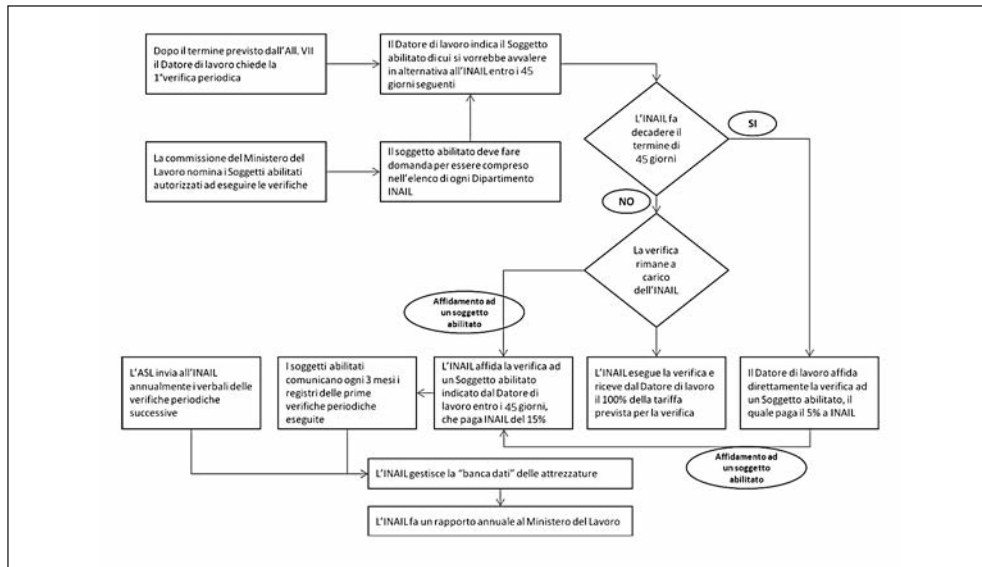 Dopo il termine previsto dall'All. VII
il Datore di lavoro chiede la
1°verifica periodica
Il Datore di lavoro indica il Soggetto
abilitato di cui si vorrebbe avvalere
in alternativa all'INAIL entro i 45
giorni seguenti
L'INAIL fa
decadere il
termine di
45 giorni
SI
La commissione del Ministero del
Lavoro nomina i Soggetti abilitati
autorizzati ad eseguire le verifiche
Il soggetto abilitato deve fare
domanda per essere compreso
nell'elenco di ogni Dipartimento
INAIL
NO
La verifica
rimane a
carico
dell'INAIL
Affidamento ad
un soggetto
abilitato
L'ASL invia all'INAIL
annualmente i verbali delle
verifiche periodiche
successive
I soggetti abilitati
comunicano ogni 3 mesi i
registri delle prime
verifiche periodiche
eseguite
L'INAIL affida la verifica ad
un Soggetto abilitato
indicato dal Datore di
lavoro entro i 45 giorni,
che paga INAIL del 15%
L'INAIL esegue la verifica e
riceve dal Datore di lavoro
il 100% della tariffa
prevista per la verifica
Il Datore di lavoro affida
direttamente la verifica ad
un Soggetto abilitato, il
quale paga il 5% a INAIL
Affidamento ad
un soggetto
abilitato
L'INAIL gestisce la "banca dati" delle attrezzature
L'INAIL fa un rapporto annuale al Ministero del Lavoro